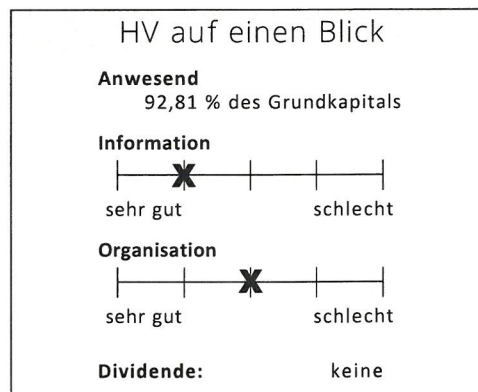 HV auf einen Blick
Anwesend
92,81 % des Grundkapitals
Information
sehr gut schlecht
Organisation
sehr gut schlecht
Dividende: keine